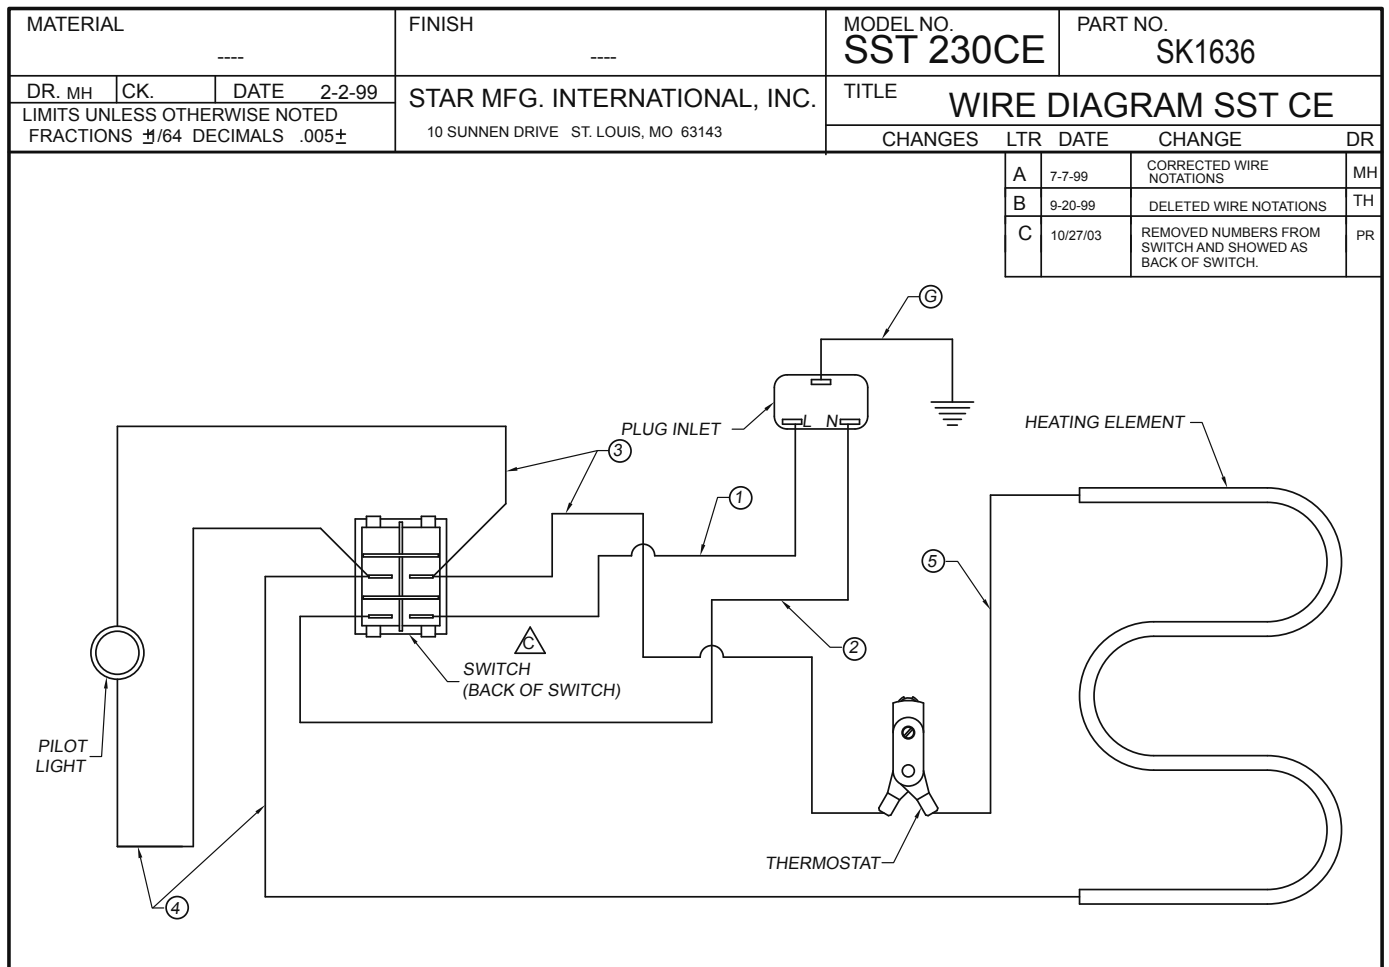 MATERIAL
----
FINISH
----
MODEL NO.
SST 230CE
PART NO.
SK1636
DR. MH
CK.
DATE 2-2-99
LIMITS UNLESS OTHERWISE NOTED
FRACTIONS ±1/64 DECIMALS .005±
STAR MFG. INTERNATIONAL, INC.
10 SUNNEN DRIVE ST. LOUIS, MO 63143
TITLE
WIRE DIAGRAM SST CE
CHANGES LTR DATE CHANGE DR
A 7-7-99 CORRECTED WIRE MH
NOTATIONS
B 9-20-99 DELETED WIRE NOTATIONS TH
C 10/27/03 REMOVED NUMBERS FROM PR
SWITCH AND SHOWED AS
BACK OF SWITCH.
G
PLUG INLET
L N
HEATING ELEMENT
3
1
5
C
2
SWITCH
(BACK OF SWITCH)
PILOT
LIGHT
THERMOSTAT
4